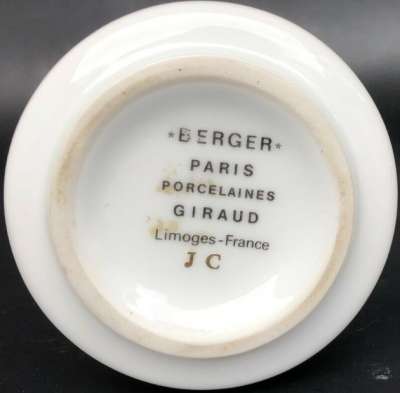 *BERGER*
PARIS
PORCELAINES
GIRAUD
Limoges-France
J C